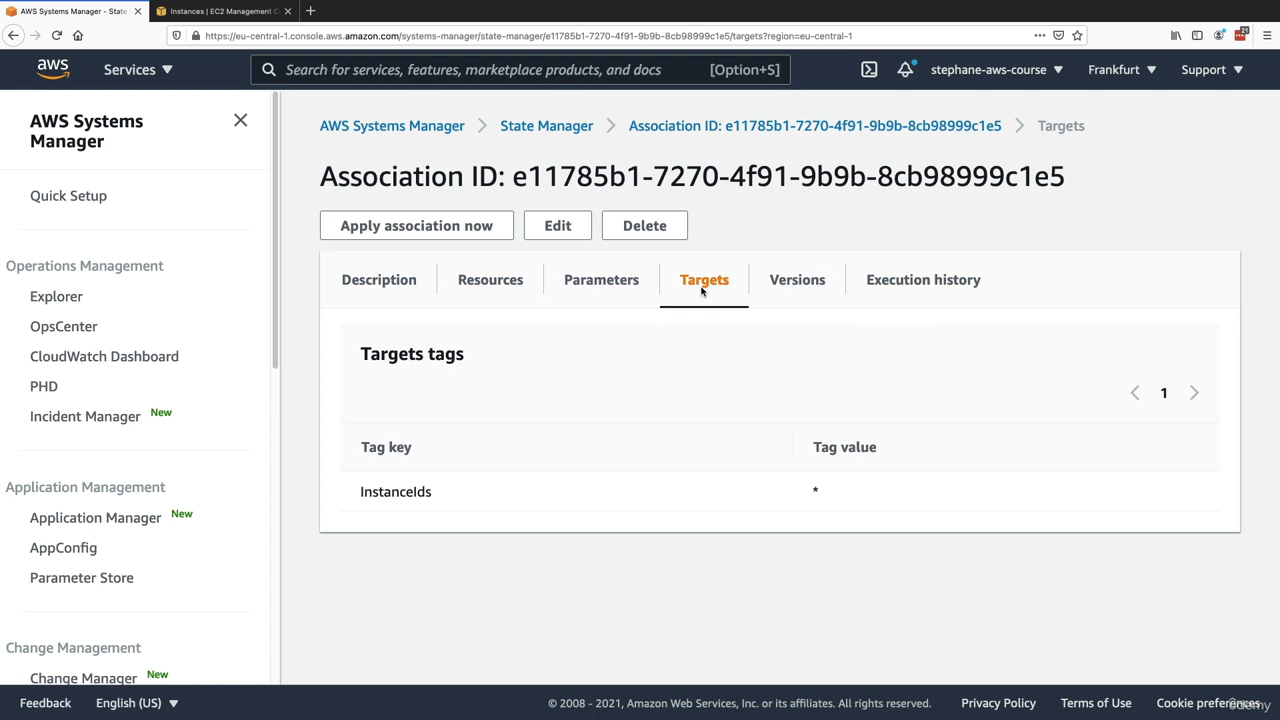 AWS Systems Manager - State
Instances | EC2 Management C
https://eu-central-1.console.aws.amazon.com/systems-manager/state-manager/e11785b1-7270-4f91-9b9b-8cb98999c1e5/targets?region=eu-central-1
21
aws
Services
Search for services, features, marketplace products, and docs
[Option+S]
stephane-aws-course
Frankfurt
Support
AWS Systems
Manager
Quick Setup
Operations Management
Explorer
OpsCenter
CloudWatch Dashboard
PHD
Incident Manager New
Application Management
Application Manager New
AppConfig
Parameter Store
Change Management
Change Manager New
AWS Systems Manager
State Manager
Association ID: e11785b1-7270-4f91-9b9b-8cb98999c1e5
Targets
Association ID: e11785b1-7270-4f91-9b9b-8cb98999c1e5
Apply association now
Edit
Delete
Description
Resources
Parameters
Targets
Versions
Execution history
Targets tags
1
Tag key
Tag value
InstanceIds
*
Feedback
English (US)
© 2008 - 2021, Amazon Web Services, Inc. or its affiliates. All rights reserved.
Privacy Policy
Terms of Use
Cookie preferences
Udemy